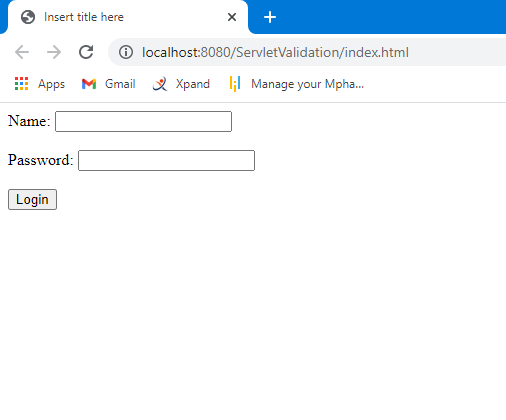 Insert title here
localhost:8080/ServletValidation/index.html
Apps Gmail Xpand Manage your Mpha...
Name:
Password:
Login